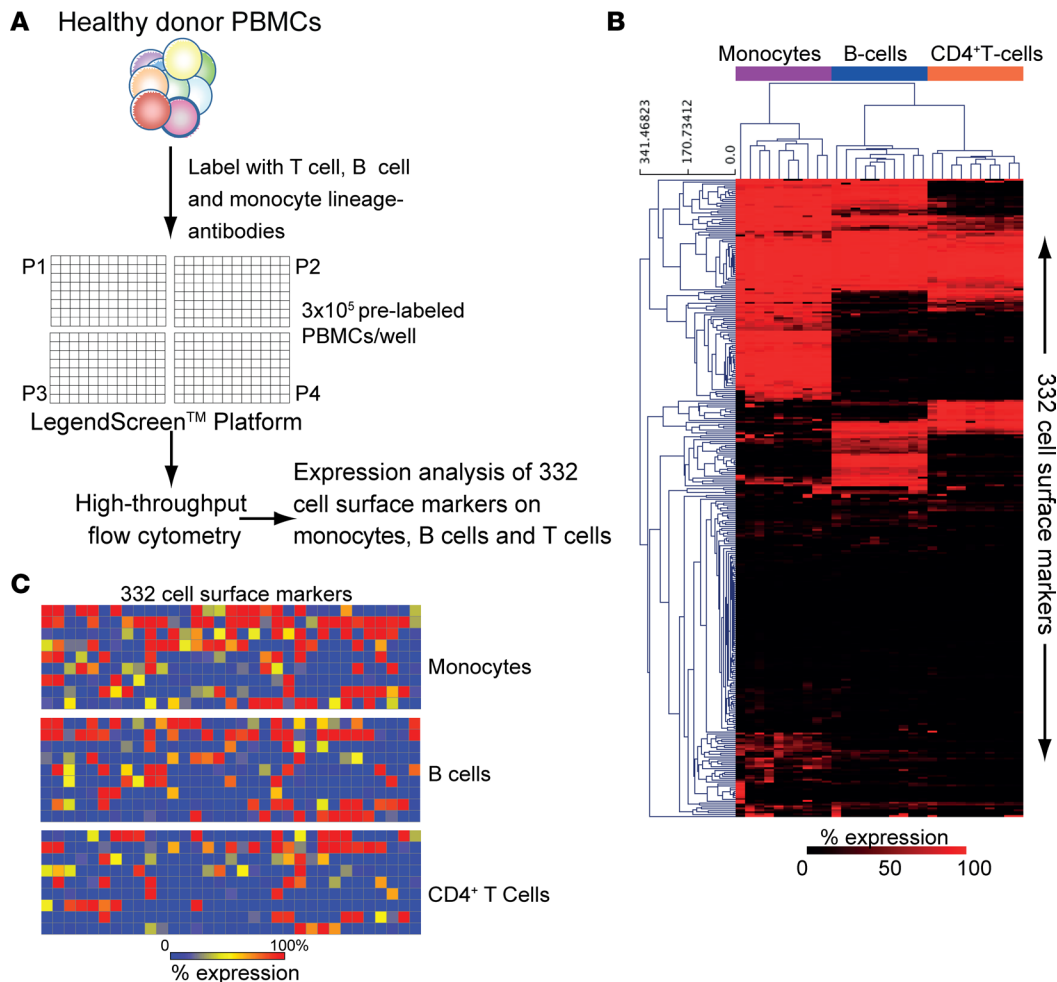 A
Healthy donor PBMCs
Label with T cell, B cell
and monocyte lineage-
antibodies
P1
P2
3x10⁵ pre-labeled
PBMCs/well
P3
P4
LegendScreen™ Platform
High-throughput
flow cytometry
Expression analysis of 332
cell surface markers on
monocytes, B cells and T cells
B
Monocytes
B-cells
CD4⁺T-cells
341.46823
170.73412
0.0
332 cell surface markers
% expression
0
50
100
C
332 cell surface markers
Monocytes
B cells
CD4⁺ T Cells
0
100%
% expression